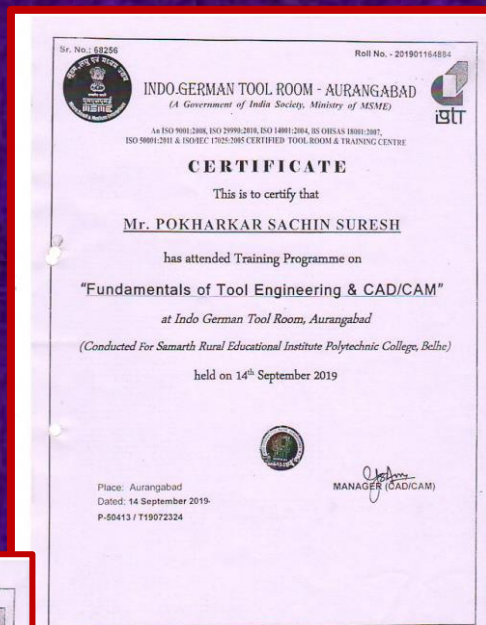 Sr. No.: 68256
Roll No - 201901164884
INDO.GERMAN TOOL ROOM - AURANGABAD
(A Government of India Society, Ministry of MSME)
igtr
An ISO 9001:2008, ISO 29990:2010, ISO 14001:2004, BS OHSAS 18001:2007,
ISO 50001:2011 & ISO/IEC 17025:2005 CERTIFIED TOOL ROOM & TRAINING CENTRE
CERTIFICATE
This is to certify that
Mr. POKHARKAR SACHIN SURESH
has attended Training Programme on
"Fundamentals of Tool Engineering & CAD/CAM"
at Indo German Tool Room, Aurangabad
(Conducted For Samarth Rural Educational Institute Polytechnic College, Belhe)
held on 14th September 2019
Place: Aurangabad
Dated: 14 September 2019
P-50413 / T19072324
MANAGER (CAD/CAM)